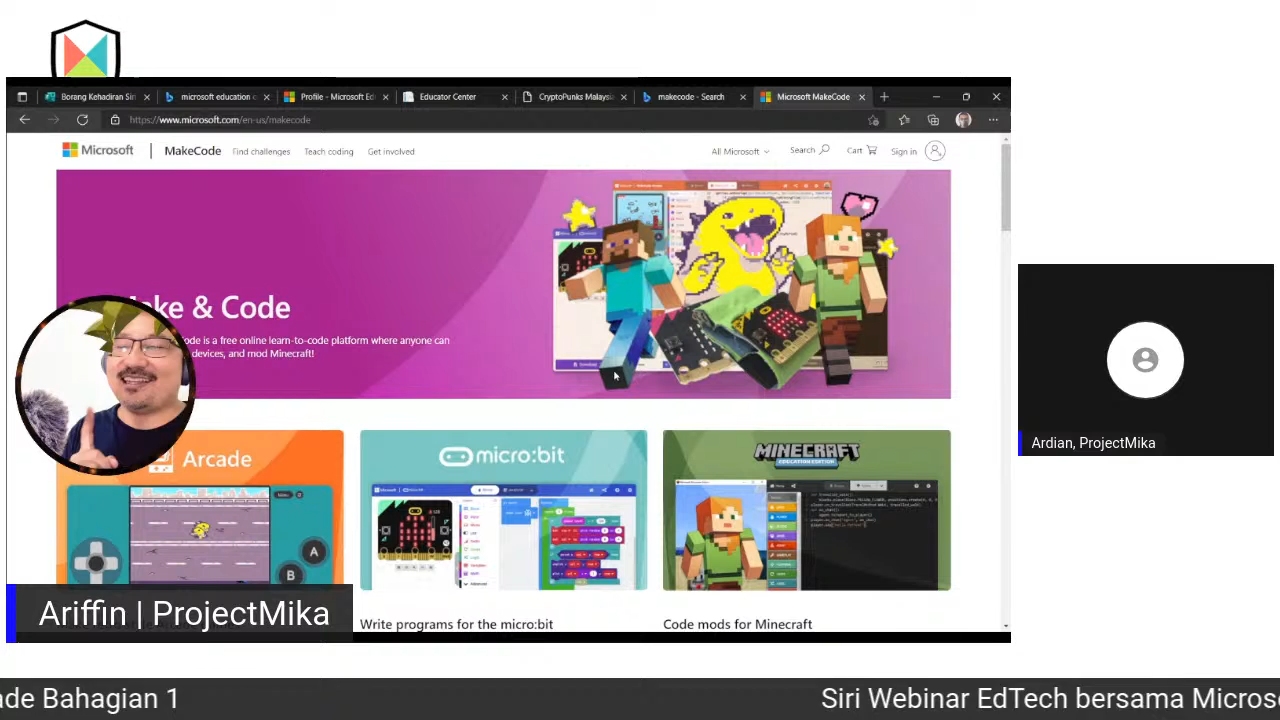 Borang Kehadiran Siri
microsoft education c
Profile - Microsoft Edu
Educator Center
CryptoPunks Malaysia
makecode - Search
Microsoft MakeCode
https://www.microsoft.com/en-us/makecode
Microsoft
MakeCode
Find challenges
Teach coding
Get involved
All Microsoft
Search
Cart
Sign in
ke & Code
ode is a free online learn-to-code platform where anyone can
devices, and mod Minecraft!
Arcade
micro:bit
MINECRAFT
EDUCATION EDITION
A
B
Write programs for the micro:bit
Code mods for Minecraft
Ariffin | ProjectMika
Ardian, ProjectMika
ade Bahagian 1
Siri Webinar EdTech bersama Microso